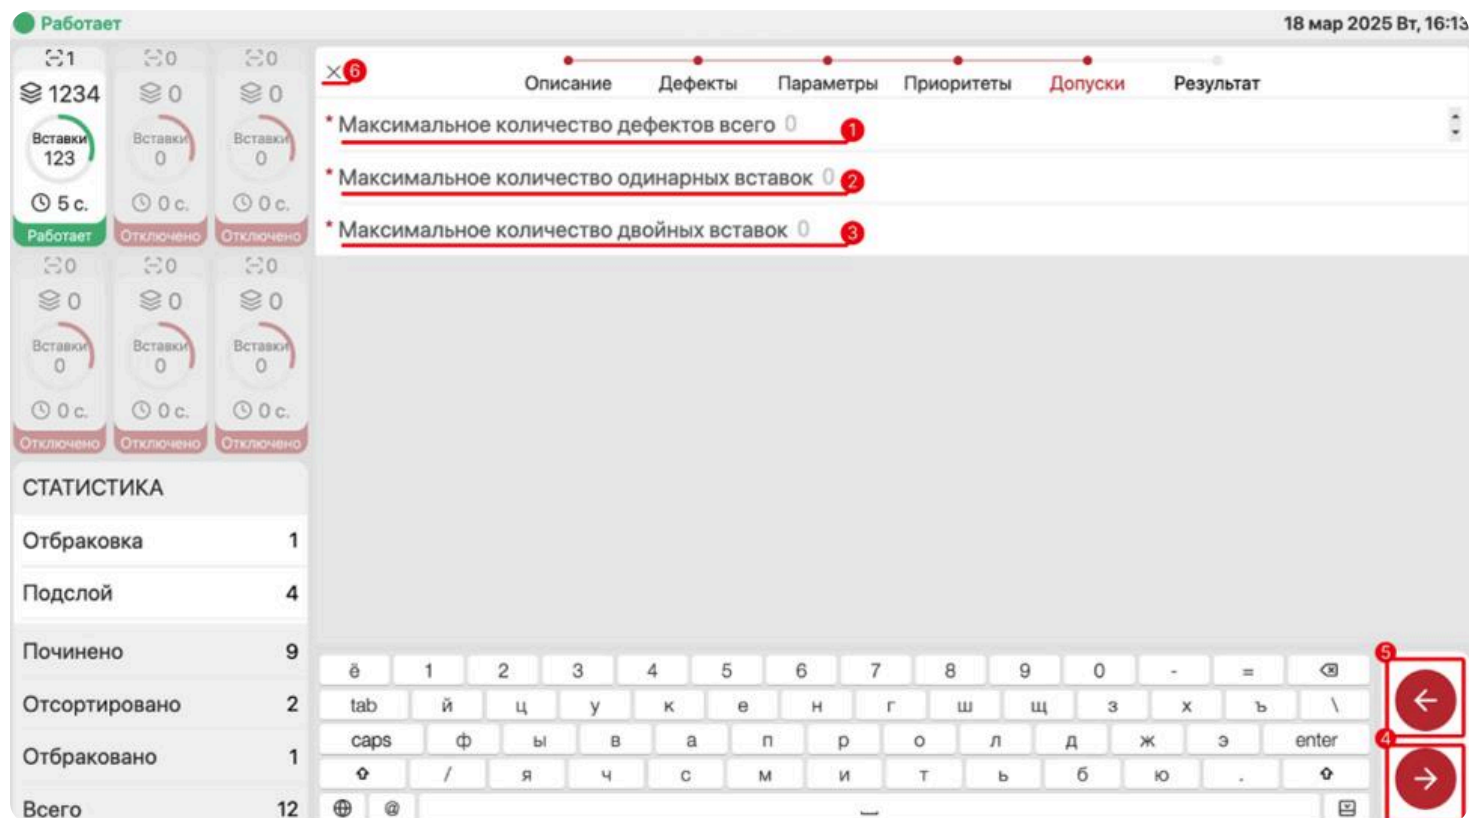 Работает
18 мар 2025 Вт, 16:13
1 0 0
1234 0 0
Вставки Вставки Вставки
123 0 0
5 с. 0 с. 0 с.
Работает Отключено Отключено
0 0 0
0 0 0
Вставки Вставки Вставки
0 0 0
0 с. 0 с. 0 с.
Отключено Отключено Отключено
СТАТИСТИКА
Отбраковка 1
Подслой 4
Починено 9
Отсортировано 2
Отбраковано 1
Всего 12
6
Описание Дефекты Параметры Приоритеты Допуски Результат
* Максимальное количество дефектов всего 0 1
* Максимальное количество одинарных вставок 0 2
* Максимальное количество двойных вставок 0 3
ё 1 2 3 4 5 6 7 8 9 0 - =
tab й ц у к е н г ш щ з х ъ \
caps ф ы в а п р о л д ж э enter
/ я ч с м и т ь б ю .
@
5
4